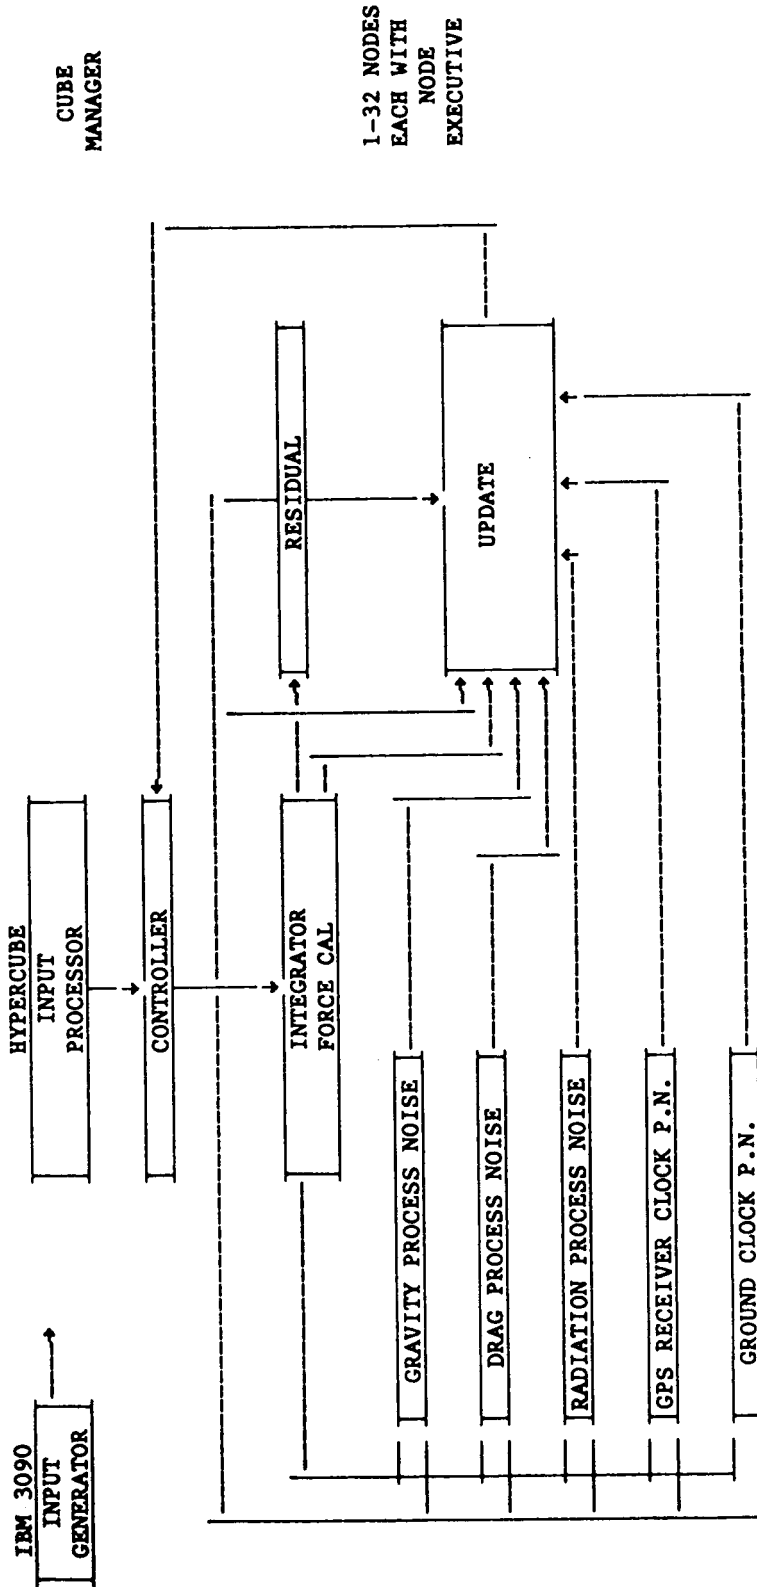 IBM 3090
INPUT
GENERATOR
HYPERCUBE
INPUT
PROCESSOR
CUBE
MANAGER
CONTROLLER
INTEGRATOR
FORCE CAL
RESIDUAL
1-32 NODES
EACH WITH
NODE
EXECUTIVE
GRAVITY PROCESS NOISE
UPDATE
DRAG PROCESS NOISE
RADIATION PROCESS NOISE
GPS RECEIVER CLOCK P.N.
GROUND CLOCK P.N.